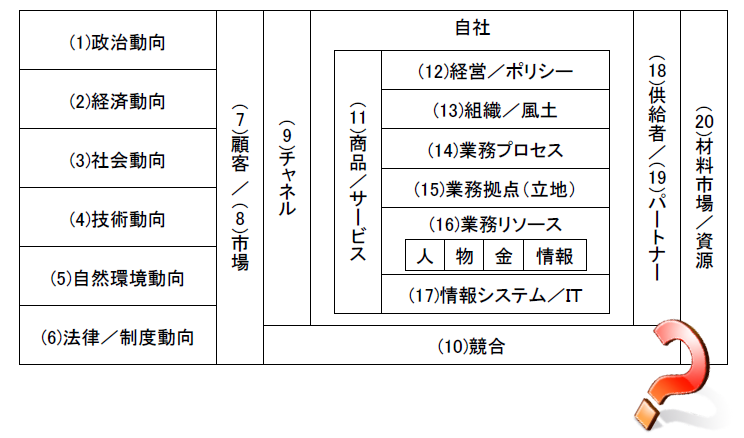 (1)政治動向
(2)経済動向
(3)社会動向
(4)技術動向
(5)自然環境動向
(6)法律／制度動向
(7)顧客／(8)市場
(9)チャネル
自社
(11)商品／サービス
(12)経営／ポリシー
(13)組織／風土
(14)業務プロセス
(15)業務拠点（立地）
(16)業務リソース
人 物 金 情報
(17)情報システム／IT
(18)供給者／(19)パートナー
(20)材料市場／資源
(10)競合
?